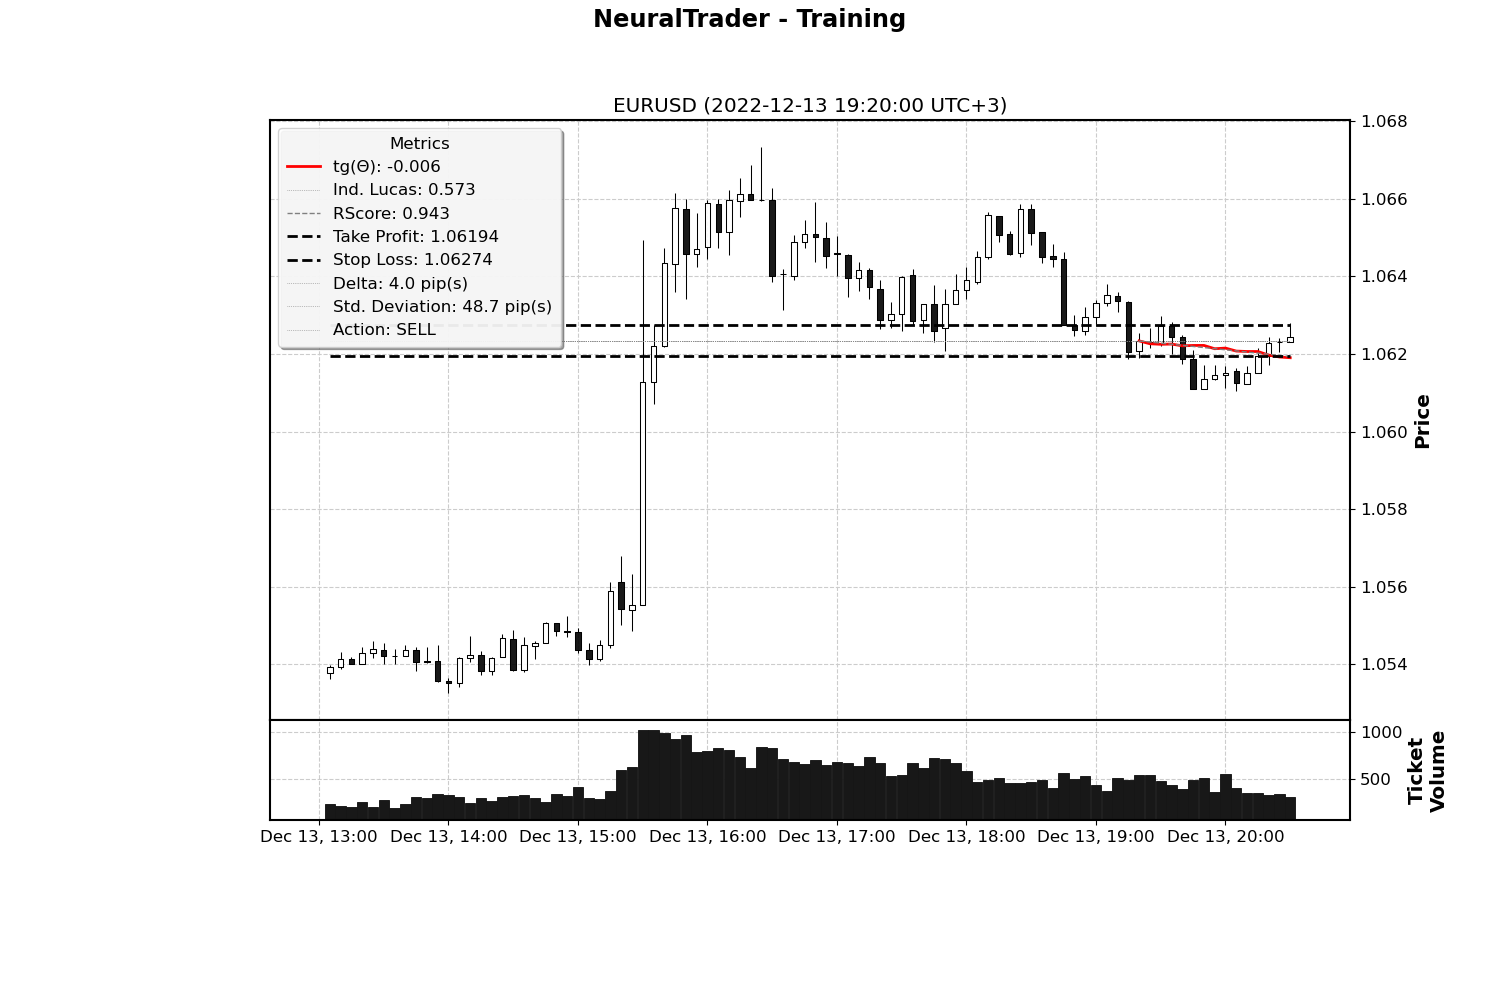 NeuralTrader - Training
EURUSD (2022-12-13 19:20:00 UTC+3)
Metrics
tg(Θ): -0.006
Ind. Lucas: 0.573
RScore: 0.943
Take Profit: 1.06194
Stop Loss: 1.06274
Delta: 4.0 pip(s)
Std. Deviation: 48.7 pip(s)
Action: SELL
1.068
1.066
1.064
1.062
1.060
1.058
1.056
1.054
Price
1000
500
Ticket
Volume
Dec 13, 13:00
Dec 13, 14:00
Dec 13, 15:00
Dec 13, 16:00
Dec 13, 17:00
Dec 13, 18:00
Dec 13, 19:00
Dec 13, 20:00